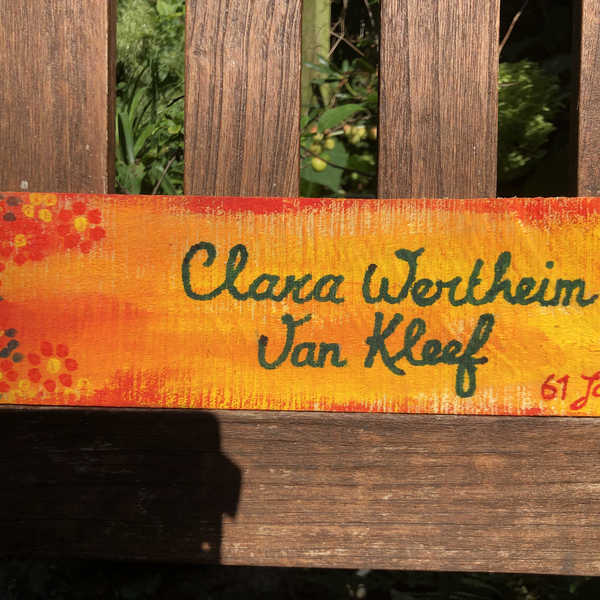 Clara Wertheim
Van Kleef
61